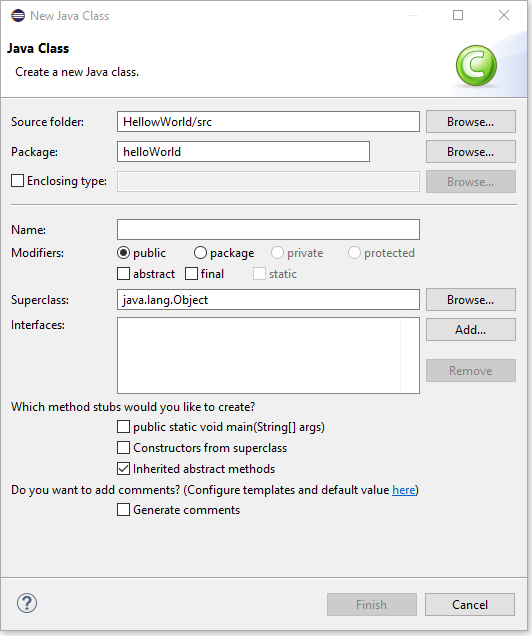 New Java Class
Java Class
Create a new Java class.
Source folder: HellowWorld/src Browse...
Package: helloWorld Browse...
Enclosing type: Browse...
Name:
Modifiers: public package private protected
abstract final static
Superclass: java.lang.Object Browse...
Interfaces: Add...
Remove
Which method stubs would you like to create?
public static void main(String[] args)
Constructors from superclass
Inherited abstract methods
Do you want to add comments? (Configure templates and default value here)
Generate comments
? Finish Cancel